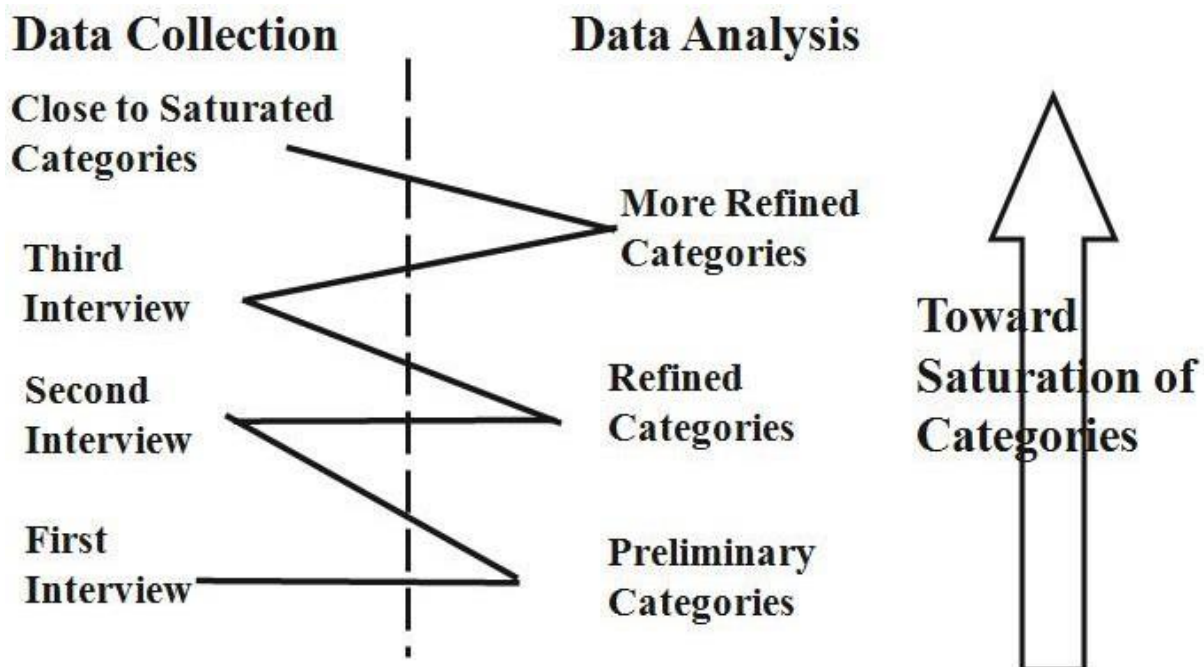 Data Collection
Data Analysis
Close to Saturated
Categories
More Refined
Categories
Third
Interview
Toward
Saturation of
Categories
Second
Interview
Refined
Categories
First
Interview
Preliminary
Categories